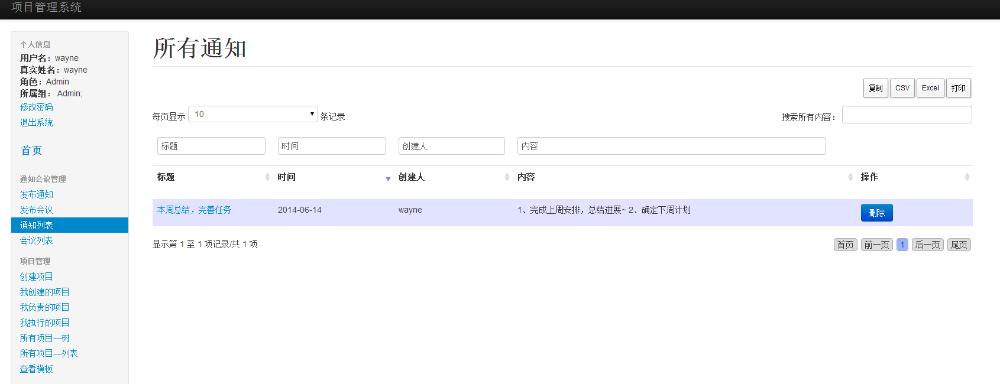 项目管理系统
个人信息
用户名：wayne
真实姓名：wayne
角色：Admin
所属组： Admin;
修改密码
退出系统
首页
通知会议管理
发布通知
发布会议
通知列表
会议列表
项目管理
创建项目
我创建的项目
我负责的项目
我执行的项目
所有项目—树
所有项目—列表
查看模板
所有通知
复制 CSV Excel 打印
每页显示 10 条记录 搜索所有内容：
标题 时间 创建人 内容
标题 时间 创建人 内容 操作
本周总结，完善任务 2014-06-14 wayne 1、完成上周安排，总结进展~ 2、确定下周计划 删除
显示第 1 至 1 项记录/共 1 项 首页 前一页 1 后一页 尾页